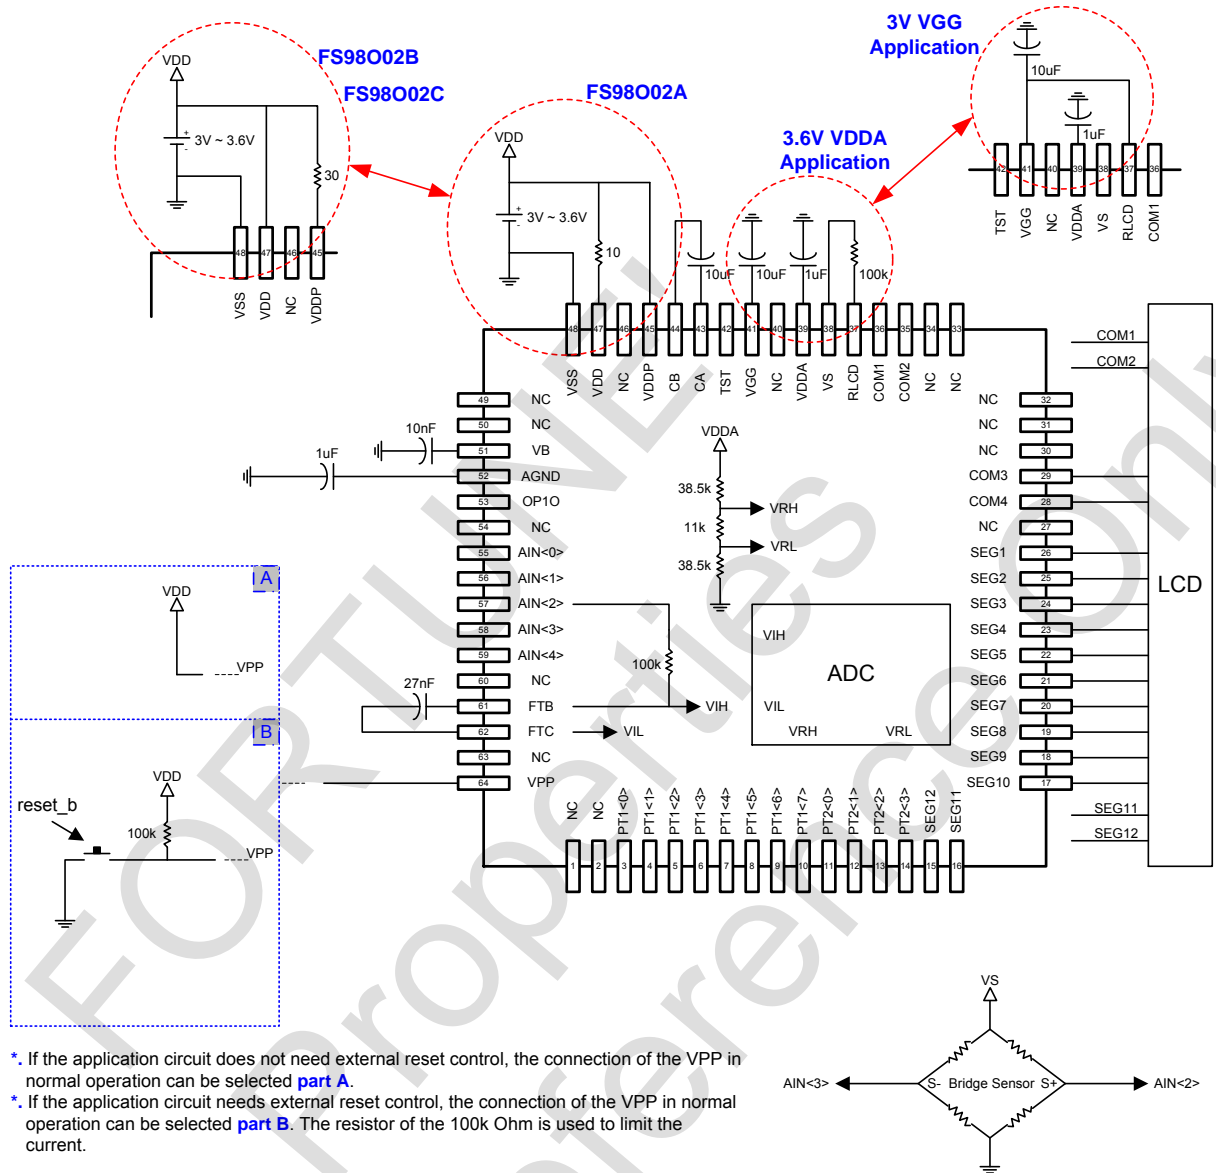 3V VGG
Application
FS98O02B
FS98O02C
FS98O02A
3.6V VDDA
Application
VDD
3V ~ 3.6V
+
-
30
48
47
46
45
VSS
VDD
NC
VDDP
VDD
3V ~ 3.6V
+
-
10
10uF
10uF
1uF
100k
10uF
1uF
42
41
40
39
38
37
36
TST
VGG
NC
VDDA
VS
RLCD
COM1
48
47
46
45
44
43
42
41
40
39
38
37
36
35
34
33
VSS
VDD
NC
VDDP
CB
CA
TST
VGG
NC
VDDA
VS
RLCD
COM1
COM2
NC
NC
49 NC
50 NC
10nF
51 VB
1uF
52 AGND
53 OP1O
54 NC
55 AIN<0>
56 AIN<1>
57 AIN<2>
58 AIN<3>
59 AIN<4>
60 NC
27nF
61 FTB
62 FTC
63 NC
64 VPP
VDDA
38.5k
VRH
11k
VRL
38.5k
100k
VIH
VIL
VIH
VIL
ADC
VRH
VRL
COM1
COM2
NC 32
NC 31
NC 30
COM3 29
COM4 28
NC 27
SEG1 26
SEG2 25
SEG3 24
SEG4 23
SEG5 22
SEG6 21
SEG7 20
SEG8 19
SEG9 18
SEG10 17
SEG11
SEG12
LCD
NC
NC
PT1<0>
PT1<1>
PT1<2>
PT1<3>
PT1<4>
PT1<5>
PT1<6>
PT1<7>
PT2<0>
PT2<1>
PT2<2>
PT2<3>
SEG12
SEG11
1
2
3
4
5
6
7
8
9
10
11
12
13
14
15
16
A
VDD
VPP
B
VDD
reset_b
100k
VPP
VS
AIN<3>
S- Bridge Sensor S+
AIN<2>
*. If the application circuit does not need external reset control, the connection of the VPP in
normal operation can be selected part A.
*. If the application circuit needs external reset control, the connection of the VPP in normal
operation can be selected part B. The resistor of the 100k Ohm is used to limit the
current.
FORTUNE'
Properties